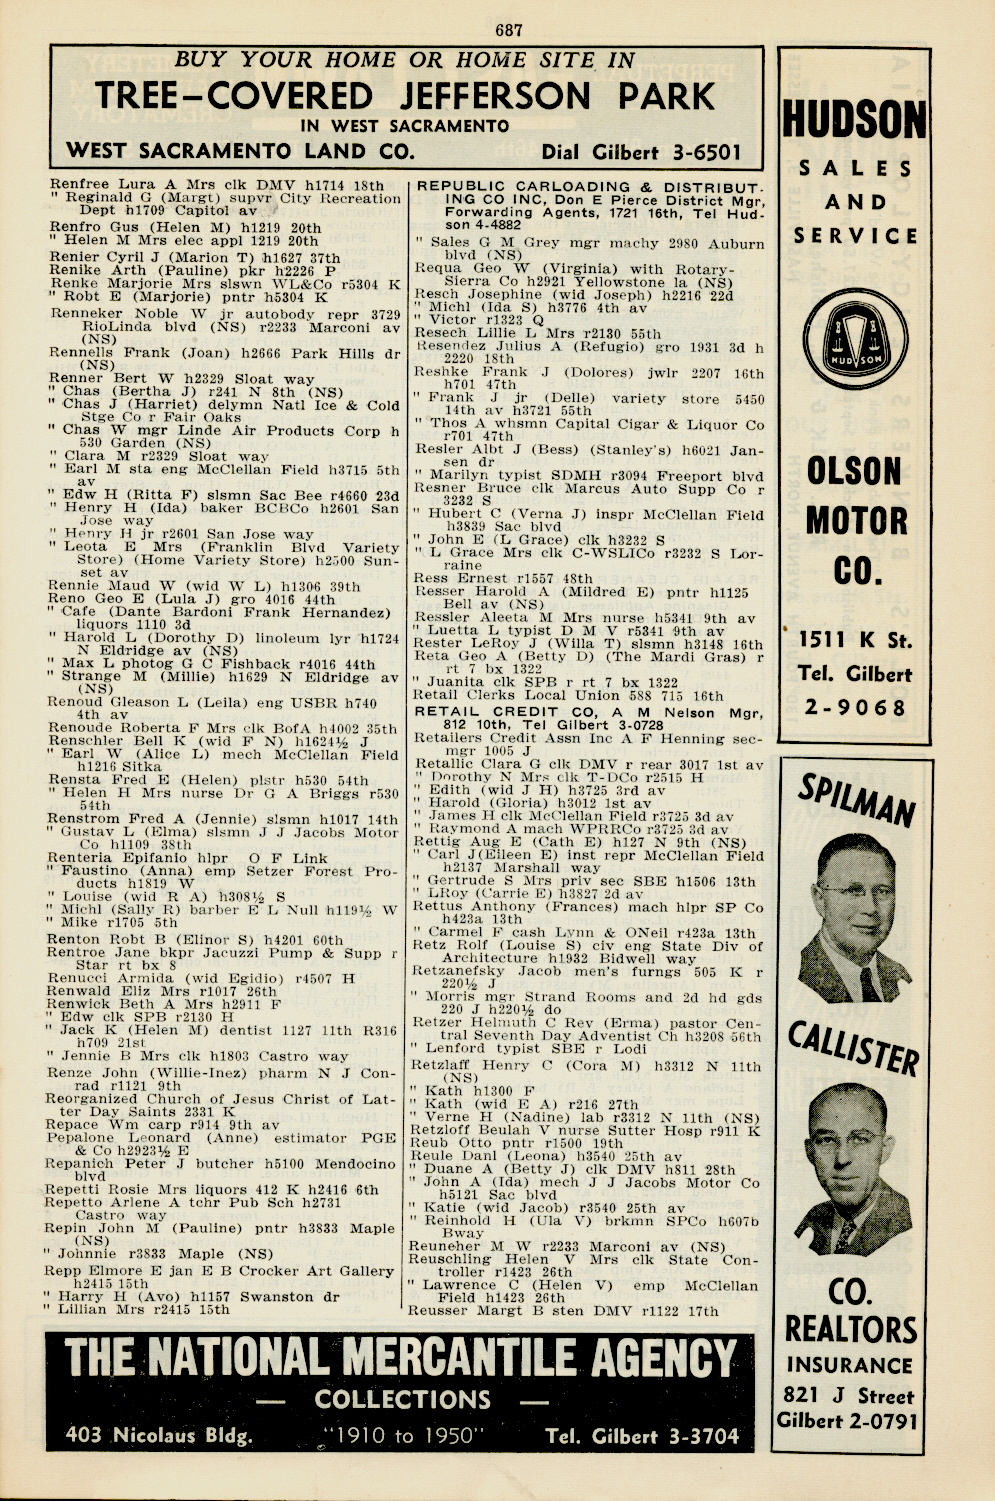 687
BUY YOUR HOME OR HOME SITE IN
TREE-COVERED JEFFERSON PARK
IN WEST SACRAMENTO
WEST SACRAMENTO LAND CO. Dial Gilbert 3-6501
Renfree Lura A Mrs clk DMV h1714 18th
" Reginald G (Margt) supvr City Recreation
Dept h1709 Capitol av
Renfro Gus (Helen M) h1219 20th
" Helen M Mrs elec appl 1219 20th
Renier Cyril J (Marion T) h1627 37th
Renike Arth (Pauline) pkr h2226 P
Renke Marjorie Mrs slswn WL&Co r5304 K
" Robt E (Marjorie) pntr h5304 K
Renneker Noble W jr autobody repr 3729
RioLinda blvd (NS) r2233 Marconi av
(NS)
Rennells Frank (Joan) h2666 Park Hills dr
(NS)
Renner Bert W h2329 Sloat way
" Chas (Bertha J) r241 N 8th (NS)
" Chas J (Harriet) delymn Natl Ice & Cold
Stge Co r Fair Oaks
" Chas W mgr Linde Air Products Corp h
530 Garden (NS)
" Clara M r2329 Sloat way
" Earl M sta eng McClellan Field h3715 5th
av
" Edw H (Ritta F) slsmn Sac Bee r4660 23d
" Henry H (Ida) baker BCBCo h2601 San
Jose way
" Henry H jr r2601 San Jose way
" Leota E Mrs (Franklin Blvd Variety
Store) (Home Variety Store) h2500 Sun-
set av
Rennie Maud W (wid W L) h1306 39th
Reno Geo E (Lula J) gro 4016 44th
" Cafe (Dante Bardoni Frank Hernandez)
liquors 1110 3d
" Harold L (Dorothy D) linoleum lyr h1724
N Eldridge av (NS)
" Max L photog G C Fishback r4016 44th
" Strange M (Millie) h1629 N Eldridge av
(NS)
Renoud Gleason L (Leila) eng USBR h740
4th av
Renoude Roberta F Mrs clk BofA h4002 35th
Renschler Bell K (wid F N) h1624½ J
" Earl W (Alice L) mech McClellan Field
h1216 Sitka
Rensta Fred E (Helen) plstr h530 54th
" Helen H Mrs nurse Dr G A Briggs r530
54th
Renstrom Fred A (Jennie) slsmn h1017 14th
" Gustav L (Elma) slsmn J J Jacobs Motor
Co h1109 38th
Renteria Epifanio hlpr O F Link
" Faustino (Anna) emp Setzer Forest Pro-
ducts h1819 W
" Louise (wid R A) h308½ S
" Michl (Sally R) barber E L Null h119½ W
" Mike r1705 5th
Renton Robt B (Elinor S) h4201 60th
Rentroe Jane bkpr Jacuzzi Pump & Supp r
Star rt bx 8
Renucci Armida (wid Egidio) r4507 H
Renwald Eliz Mrs r1017 26th
Renwick Beth A Mrs h2911 F
" Edw clk SPB r2130 H
" Jack K (Helen M) dentist 1127 11th R316
h709 21st
" Jennie B Mrs clk h1803 Castro way
Renze John (Willie-Inez) pharm N J Con-
rad r1121 9th
Reorganized Church of Jesus Christ of Lat-
ter Day Saints 2331 K
Repace Wm carp r914 9th av
Pepalone Leonard (Anne) estimator PGE
& Co h2923½ E
Repanich Peter J butcher h5100 Mendocino
blvd
Repetti Rosie Mrs liquors 412 K h2416 6th
Repetto Arlene A tchr Pub Sch h2731
Castro way
Repin John M (Pauline) pntr h3833 Maple
(NS)
" Johnnie r3833 Maple (NS)
Repp Elmore E jan E B Crocker Art Gallery
h2415 15th
" Harry H (Avo) h1157 Swanston dr
" Lillian Mrs r2415 15th
REPUBLIC CARLOADING & DISTRIBUT-
ING CO INC, Don E Pierce District Mgr,
Forwarding Agents, 1721 16th, Tel Hud-
son 4-4882
" Sales G M Grey mgr machy 2980 Auburn
blvd (NS)
Requa Geo W (Virginia) with Rotary-
Sierra Co h2921 Yellowstone la (NS)
Resch Josephine (wid Joseph) h2216 22d
" Michl (Ida S) h3776 4th av
" Victor r1323 Q
Resech Lillie L Mrs r2130 55th
Resendez Julius A (Refugio) gro 1931 3d h
2220 18th
Reshke Frank J (Dolores) jwlr 2207 16th
h701 47th
" Frank J jr (Delle) variety store 5450
14th av h3721 55th
" Thos A whsmn Capital Cigar & Liquor Co
r701 47th
Resler Albt J (Bess) (Stanley's) h6021 Jan-
sen dr
" Marilyn typist SDMH r3094 Freeport blvd
Resner Bruce clk Marcus Auto Supp Co r
3232 S
" Hubert C (Verna J) inspr McClellan Field
h3839 Sac blvd
" John E (L Grace) clk h3232 S
" L Grace Mrs clk C-WSLICo r3232 S Lor-
raine
Ress Ernest r1557 48th
Resser Harold A (Mildred E) pntr h1125
Bell av (NS)
Ressler Aleeta M Mrs nurse h5341 9th av
" Luetta L typist D M V r5341 9th av
Rester LeRoy J (Willa T) slsmn h3148 16th
Reta Geo A (Betty D) (The Mardi Gras) r
rt 7 bx 1322
" Juanita clk SPB r rt 7 bx 1322
Retail Clerks Local Union 588 715 16th
RETAIL CREDIT CO, A M Nelson Mgr,
812 10th, Tel Gilbert 3-0728
Retailers Credit Assn Inc A F Henning sec-
mgr 1005 J
Retallic Clara G clk DMV r rear 3017 1st av
" Dorothy N Mrs clk T-DCo r2515 H
" Edith (wid J H) h3725 3rd av
" Harold (Gloria) h3012 1st av
" James H clk McClellan Field r3725 3d av
" Raymond A mach WPRRCo r3725 3d av
Rettig Aug E (Cath E) h127 N 9th (NS)
" Carl J(Eileen E) inst repr McClellan Field
h2137 Marshall way
" Gertrude S Mrs priv sec SBE h1506 13th
" LRoy (Carrie E) h3827 2d av
Rettus Anthony (Frances) mach hlpr SP Co
h423a 13th
" Carmel F cash Lynn & ONeil r423a 13th
Retz Rolf (Louise S) civ eng State Div of
Architecture h1932 Bidwell way
Retzanefsky Jacob men's furngs 505 K r
220½ J
" Morris mgr Strand Rooms and 2d hd gds
220 J h220½ do
Retzer Helmuth C Rev (Erma) pastor Cen-
tral Seventh Day Adventist Ch h3208 56th
" Lenford typist SBE r Lodi
Retzlaff Henry C (Cora M) h3312 N 11th
(NS)
" Kath h1300 F
" Kath (wid E A) r216 27th
" Verne H (Nadine) lab r3312 N 11th (NS)
Retzloff Beulah V nurse Sutter Hosp r911 K
Reub Otto pntr r1500 19th
Reule Danl (Leona) h3540 25th av
" Duane A (Betty J) clk DMV h811 28th
" John A (Ida) mech J J Jacobs Motor Co
h5121 Sac blvd
" Katie (wid Jacob) r3540 25th av
" Reinhold H (Ula V) brkmn SPCo h607b
Bway
Reuneher M W r2233 Marconi av (NS)
Reuschling Helen V Mrs clk State Con-
troller r1423 26th
" Lawrence C (Helen V) emp McClellan
Field h1423 26th
Reusser Margt B sten DMV r1122 17th
HUDSON
SALES
AND
SERVICE
HUDSON
OLSON
MOTOR
CO.
1511 K St.
Tel. Gilbert
2-9068
SPILMAN
CALLISTER
CO.
REALTORS
INSURANCE
821 J Street
Gilbert 2-0791
THE NATIONAL MERCANTILE AGENCY
— COLLECTIONS —
403 Nicolaus Bldg. "1910 to 1950" Tel. Gilbert 3-3704